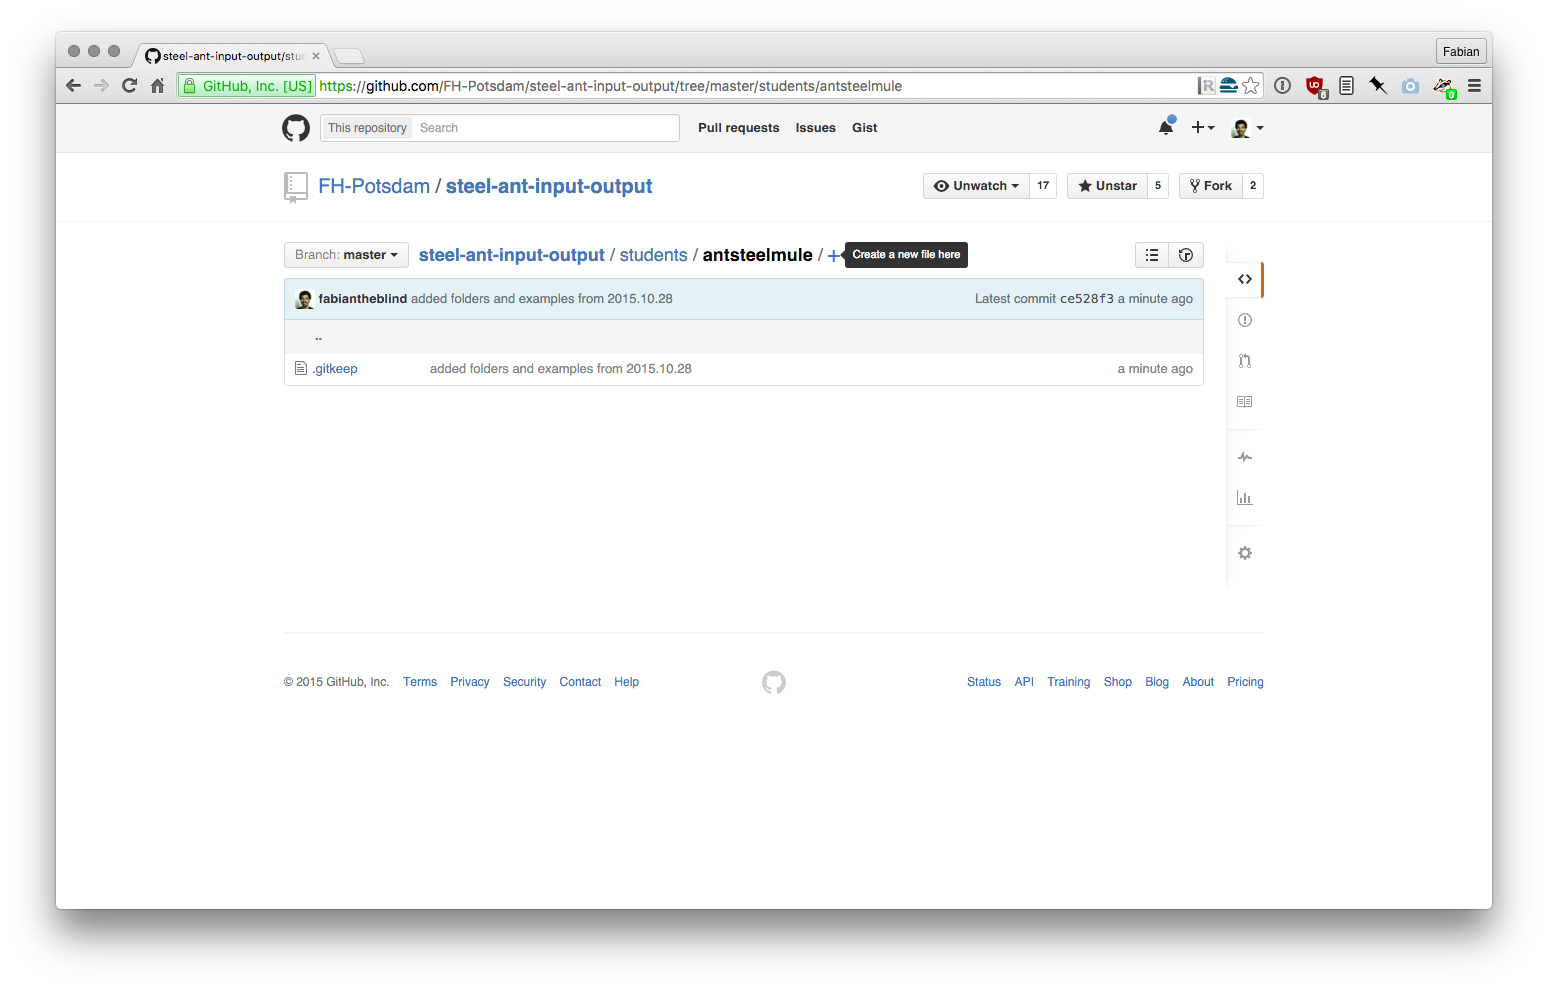 steel-ant-input-output/stu
Fabian
GitHub, Inc. [US] https://github.com/FH-Potsdam/steel-ant-input-output/tree/master/students/antsteelmule
This repository Search Pull requests Issues Gist
FH-Potsdam / steel-ant-input-output Unwatch 17 Unstar 5 Fork 2
Branch: master steel-ant-input-output / students / antsteelmule / + Create a new file here
fabiantheblind added folders and examples from 2015.10.28 Latest commit ce528f3 a minute ago
..
.gitkeep added folders and examples from 2015.10.28 a minute ago
© 2015 GitHub, Inc. Terms Privacy Security Contact Help Status API Training Shop Blog About Pricing